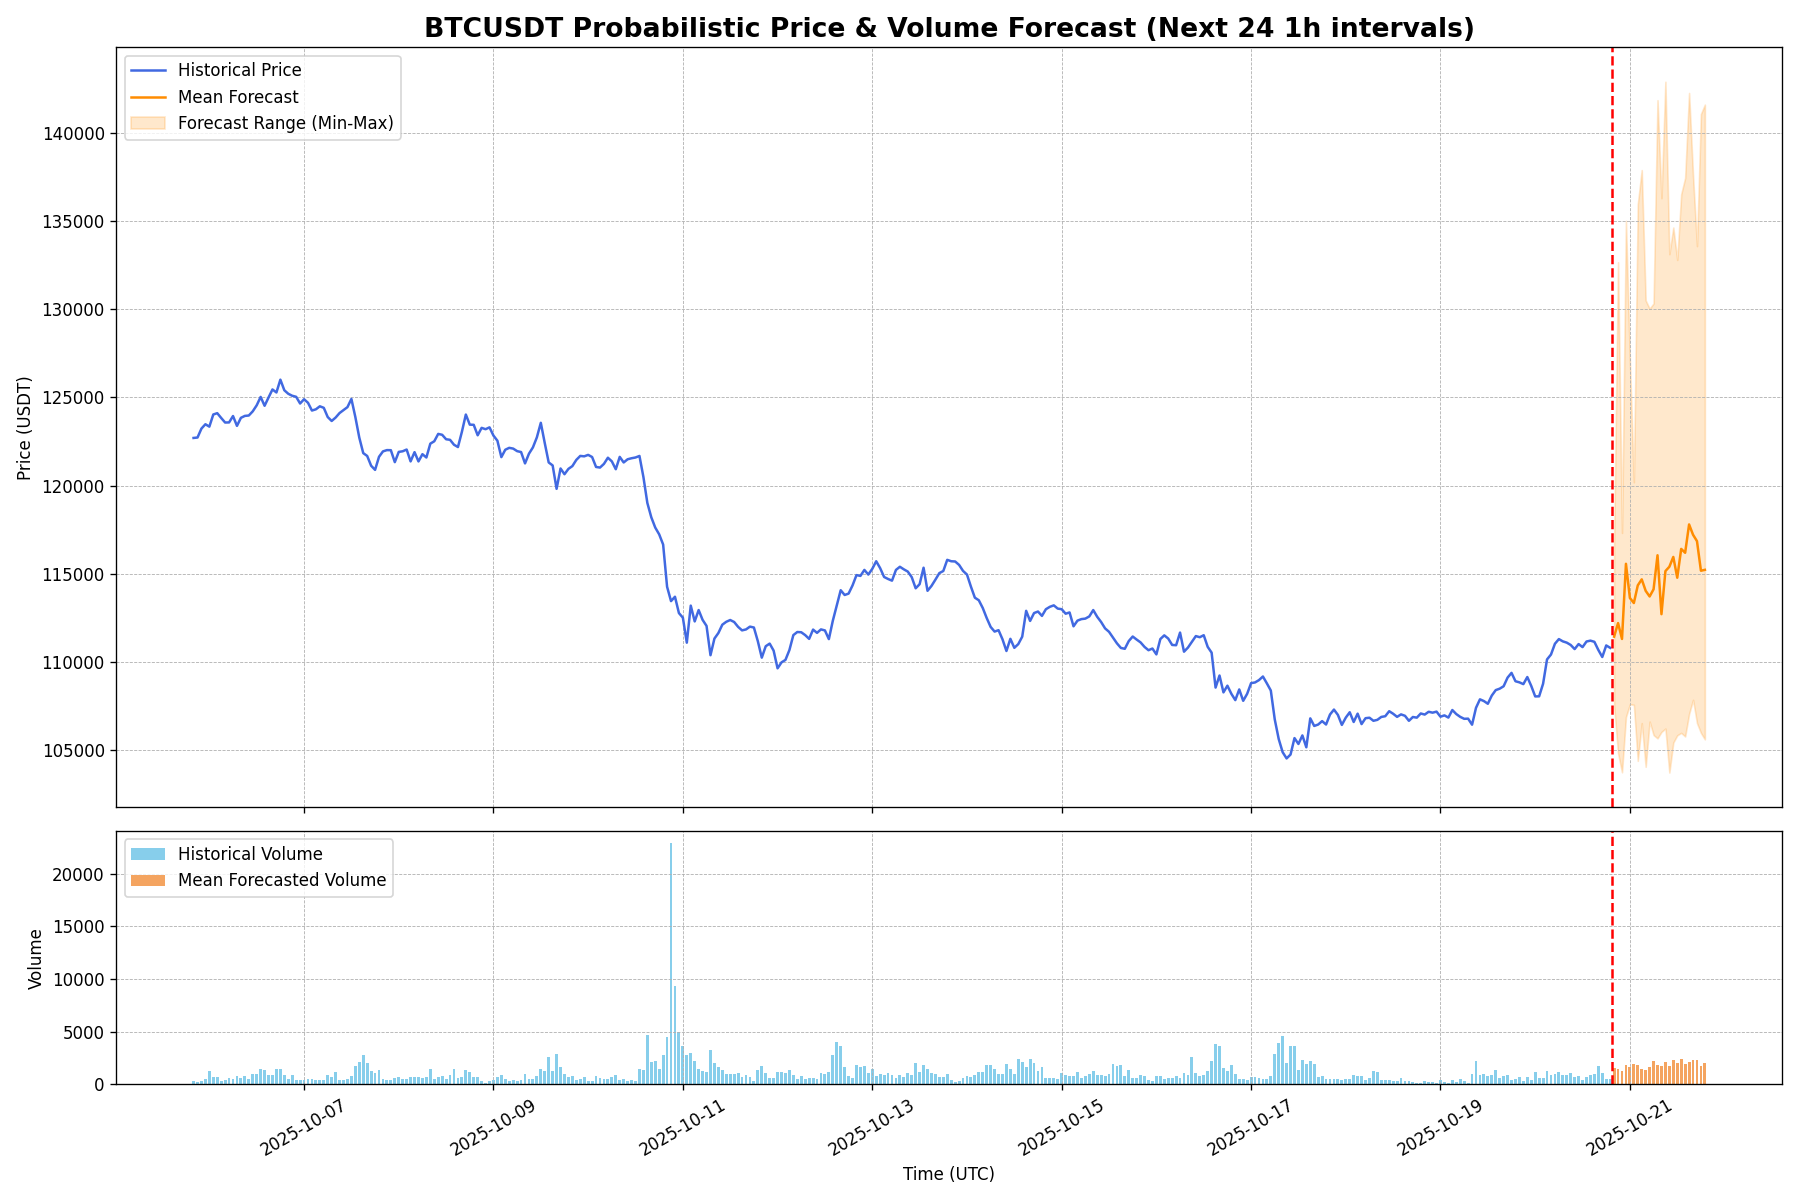 BTCUSDT Probabilistic Price & Volume Forecast (Next 24 1h intervals)
Historical Price
Mean Forecast
Forecast Range (Min-Max)
140000
135000
130000
125000
120000
115000
110000
105000
Price (USDT)
Historical Volume
Mean Forecasted Volume
20000
15000
10000
5000
0
Volume
2025-10-07
2025-10-09
2025-10-11
2025-10-13
2025-10-15
2025-10-17
2025-10-19
2025-10-21
Time (UTC)